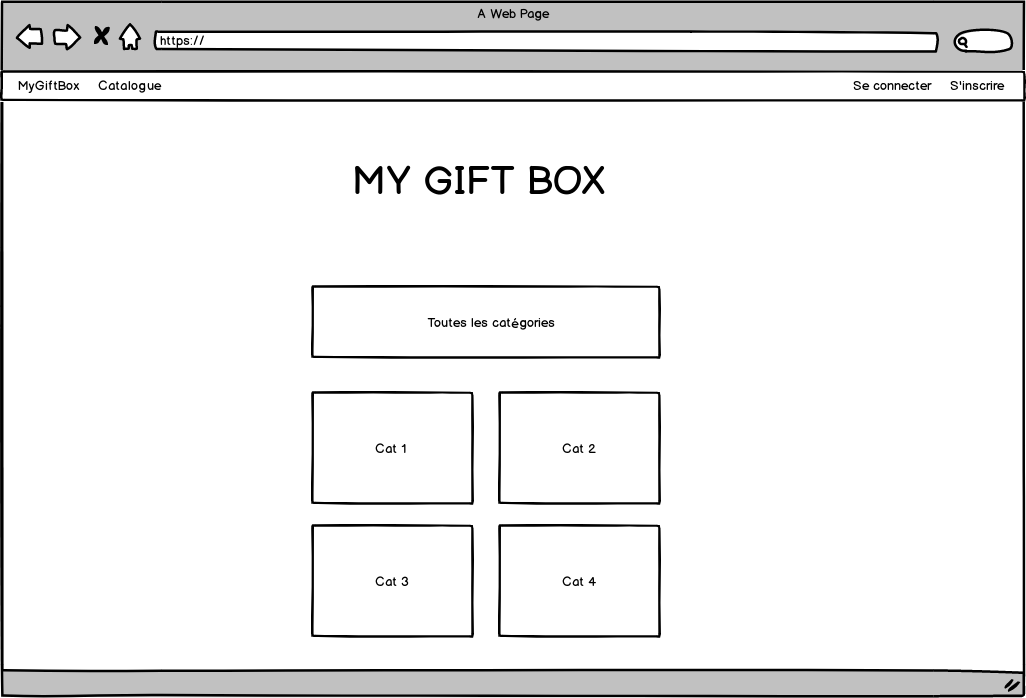 A Web Page
https://
MyGiftBox Catalogue Se connecter S'inscrire
MY GIFT BOX
Toutes les catégories
Cat 1 Cat 2
Cat 3 Cat 4